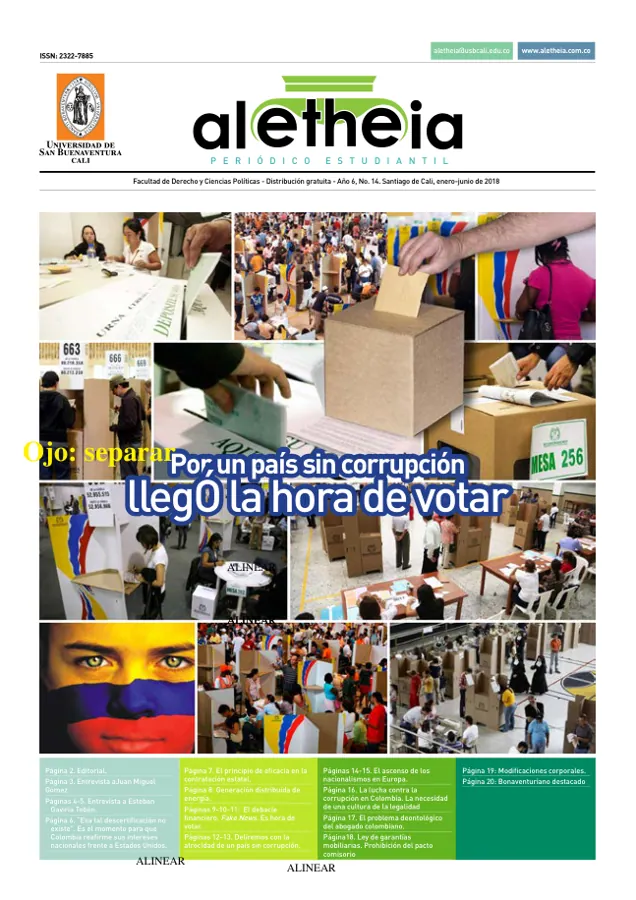 aletheia@usbcali.edu.co
www.aletheia.com.co
ISSN: 2322-7885
UNIVERSIDAD DE
SAN BUENAVENTURA
CALI
aletheia
PERIÓDICO ESTUDIANTIL
Facultad de Derecho y Ciencias Políticas - Distribución gratuita - Año 6, No. 14. Santiago de Cali, enero-junio de 2018
URNA
663
666
669
AQUÍ
MESA 256
Ojo: separar
Por un país sin corrupción
llegÓ la hora de votar
ALINEAR
ALINEAR
Página 2. Editorial.
Página 3. Entrevista aJuan Miguel
Gómez
Páginas 4-5. Entrevista a Esteban
Gaviria Tobón.
Página 6. "Esa tal descertificación no
existe". Es el momento para que
Colombia reafirme sus intereses
nacionales frente a Estados Unidos.
Página 7. El principio de eficacia en la
contratación estatal.
Página 8. Generación distribuida de
energía.
Páginas 9-10-11. El debacle
financiero. Fake News. Es hora de
votar.
Páginas 12-13. Deliremos con la
atrocidad de un país sin corrupción.
Páginas 14-15. El ascenso de los
nacionalismos en Europa.
Página 16. La lucha contra la
corrupción en Colombia. La necesidad
de una cultura de la legalidad
Página 17. El problema deontológico
del abogado colombiano.
Página18. Ley de garantías
mobiliarias. Prohibición del pacto
comisorio
Página 19: Modificaciones corporales.
Página 20: Bonaventuriano destacado
ALINEAR
ALINEAR